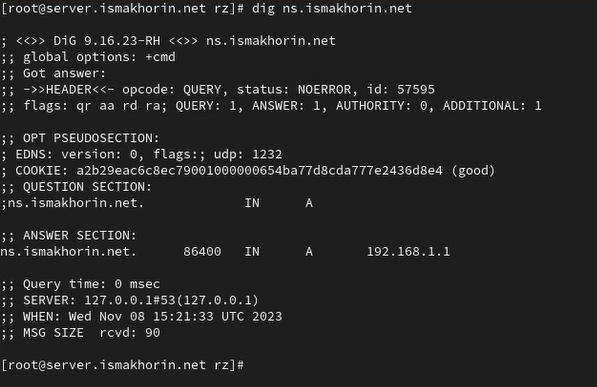 [root@server.ismakhorin.net rz]# dig ns.ismakhorin.net
; <<>> DiG 9.16.23-RH <<>> ns.ismakhorin.net
;; global options: +cmd
;; Got answer:
;; ->>HEADER<<- opcode: QUERY, status: NOERROR, id: 57595
;; flags: qr aa rd ra; QUERY: 1, ANSWER: 1, AUTHORITY: 0, ADDITIONAL: 1
;; OPT PSEUDOSECTION:
; EDNS: version: 0, flags:; udp: 1232
; COOKIE: a2b29eac6c8ec79001000000654ba77d8cda777e2436d8e4 (good)
;; QUESTION SECTION:
;ns.ismakhorin.net. IN A
;; ANSWER SECTION:
ns.ismakhorin.net. 86400 IN A 192.168.1.1
;; Query time: 0 msec
;; SERVER: 127.0.0.1#53(127.0.0.1)
;; WHEN: Wed Nov 08 15:21:33 UTC 2023
;; MSG SIZE rcvd: 90
[root@server.ismakhorin.net rz]#